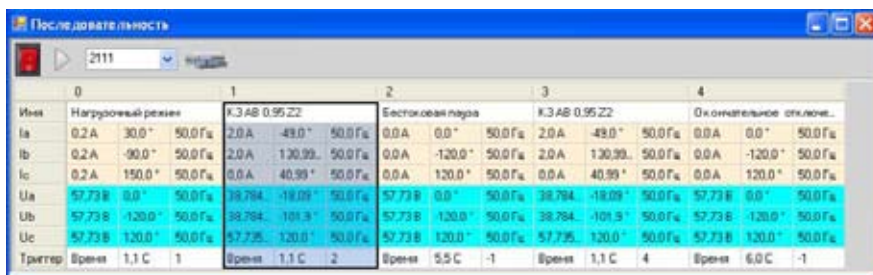 Последовательность
2111
0 1 2 3 4
Имя Нагрузочный режим К.З АВ 0.95 Z2 Бестоковая пауза К.З АВ 0.95 Z2 Окончательное отключе...
Ia 0,2 А 30,0 ° 50,0 Гц 2,0 А -49,0 ° 50,0 Гц 0,0 А 0,0 ° 50,0 Гц 2,0 А -49,0 ° 50,0 Гц 0,0 А 0,0 ° 50,0 Гц
Ib 0,2 А -90,0 ° 50,0 Гц 2,0 А 130,99... 50,0 Гц 0,0 А -120,0 ° 50,0 Гц 2,0 А 130,99... 50,0 Гц 0,0 А -120,0 ° 50,0 Гц
Ic 0,2 А 150,0 ° 50,0 Гц 0,0 А 40,99 ° 50,0 Гц 0,0 А 120,0 ° 50,0 Гц 0,0 А 40,99 ° 50,0 Гц 0,0 А 120,0 ° 50,0 Гц
Ua 57,73 В 0,0 ° 50,0 Гц 38,784... -18,09 ° 50,0 Гц 57,73 В 0,0 ° 50,0 Гц 38,784... -18,09 ° 50,0 Гц 57,73 В 0,0 ° 50,0 Гц
Ub 57,73 В -120,0 ° 50,0 Гц 38,784... -101,9 ° 50,0 Гц 57,73 В -120,0 ° 50,0 Гц 38,784... -101,9 ° 50,0 Гц 57,73 В -120,0 ° 50,0 Гц
Uc 57,73 В 120,0 ° 50,0 Гц 57,735... 120,0 ° 50,0 Гц 57,73 В 120,0 ° 50,0 Гц 57,735... 120,0 ° 50,0 Гц 57,73 В 120,0 ° 50,0 Гц
Триггер Время 1,1 С 1 Время 1,1 С 2 Время 5,5 С -1 Время 1,1 С 4 Время 6,0 С -1